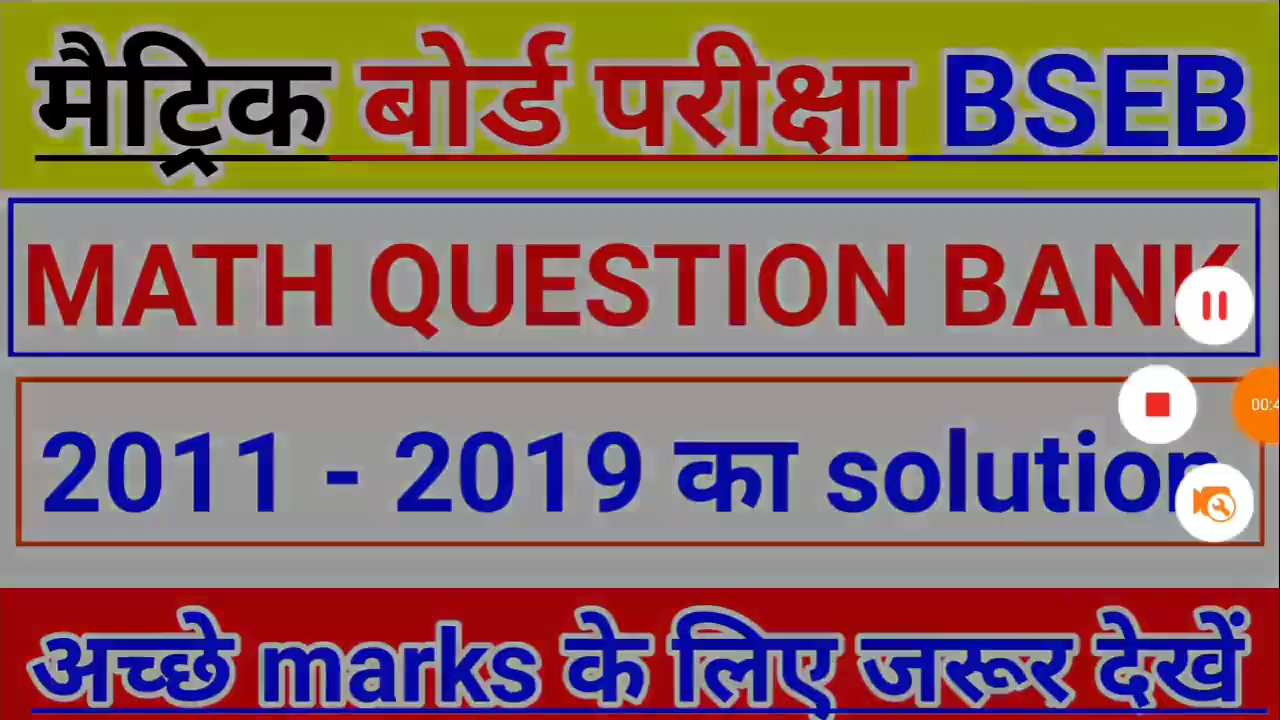 मैट्रिक बोर्ड परीक्षा BSEB
MATH QUESTION BANK
2011 - 2019 का solution
अच्छे marks के लिए जरूर देखें